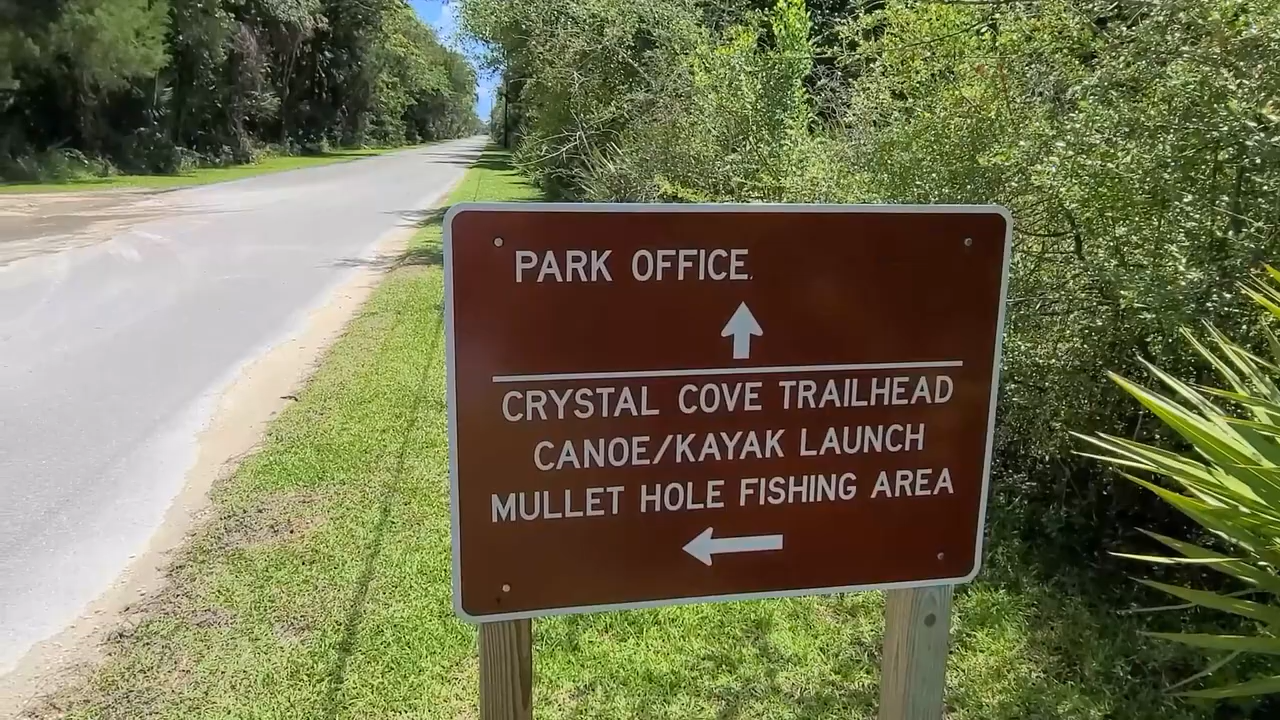 PARK OFFICE
CRYSTAL COVE TRAILHEAD
CANOE/KAYAK LAUNCH
MULLET HOLE FISHING AREA